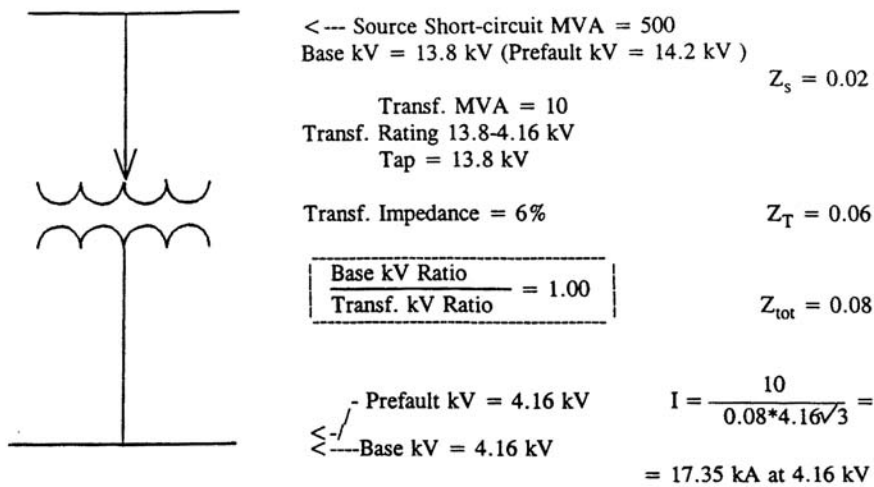 <--- Source Short-circuit MVA = 500
Base kV = 13.8 kV (Prefault kV = 14.2 kV )
Z_s = 0.02
Transf. MVA = 10
Transf. Rating 13.8-4.16 kV
Tap = 13.8 kV
Transf. Impedance = 6%
Z_T = 0.06
Base kV Ratio
Transf. kV Ratio
= 1.00
Z_tot = 0.08
- Prefault kV = 4.16 kV
<-/
<----Base kV = 4.16 kV
I = 10 / 0.08*4.16√3 =
= 17.35 kA at 4.16 kV